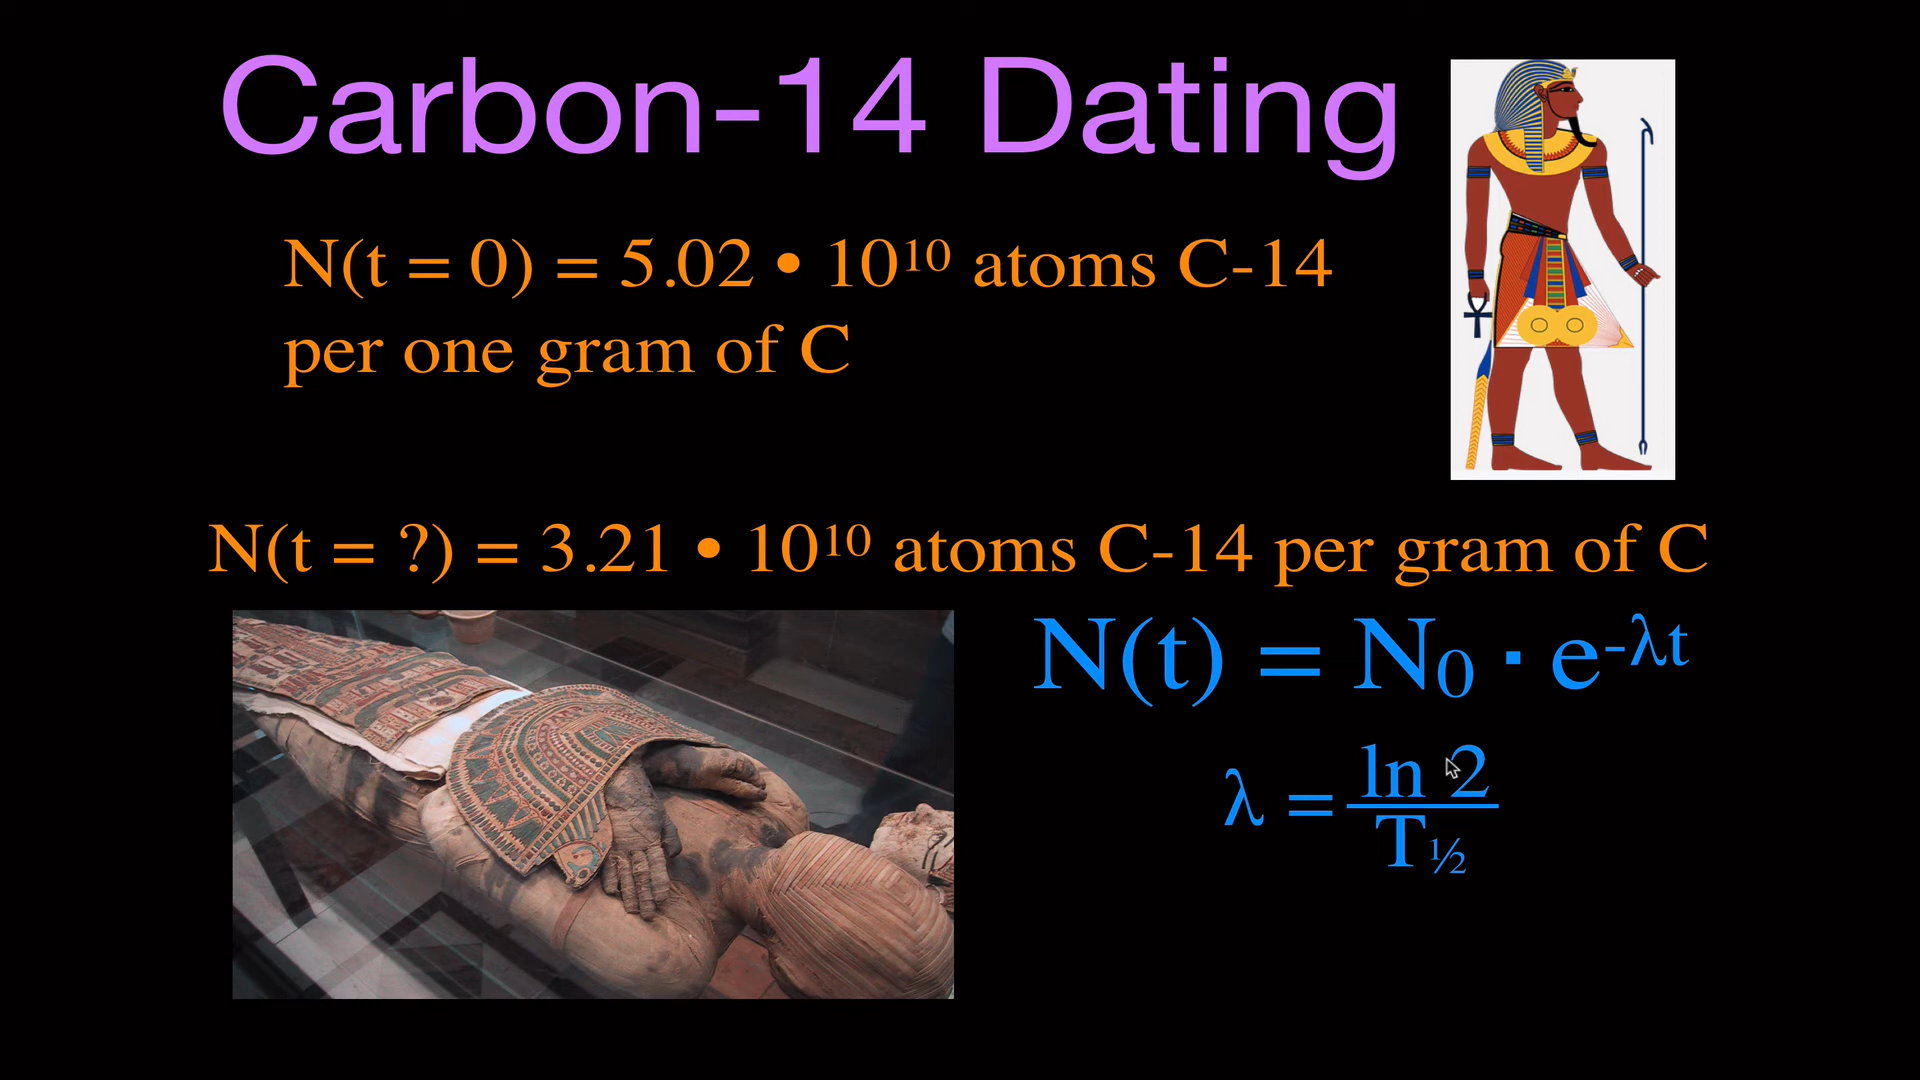 Carbon-14 Dating
N(t = 0) = 5.02 • 10¹⁰ atoms C-14
per one gram of C
N(t = ?) = 3.21 • 10¹⁰ atoms C-14 per gram of C
N(t) = N₀ · e^-λt
λ = ln 2 / T½